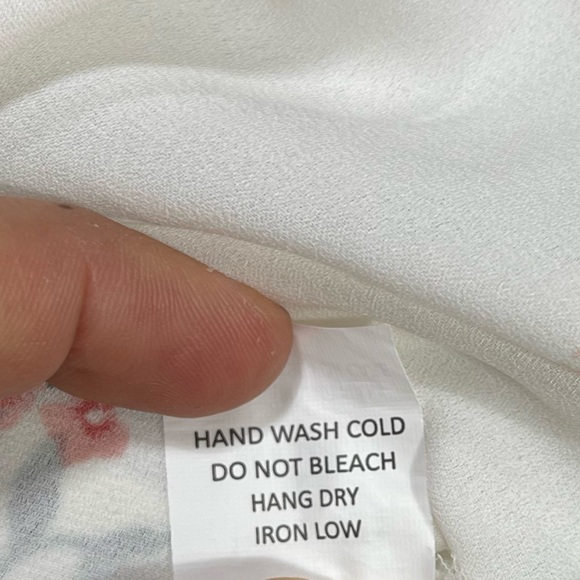 HAND WASH COLD
DO NOT BLEACH
HANG DRY
IRON LOW